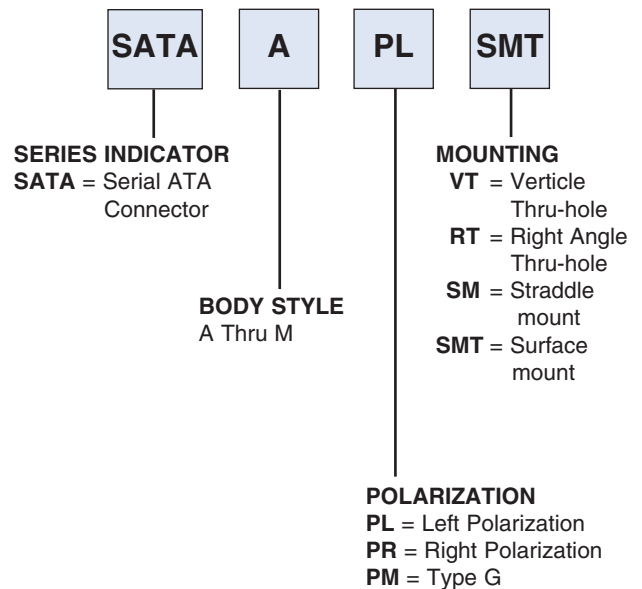 SATA A PL SMT
SERIES INDICATOR
SATA = Serial ATA
Connector
BODY STYLE
A Thru M
MOUNTING
VT = Verticle
Thru-hole
RT = Right Angle
Thru-hole
SM = Straddle
mount
SMT = Surface
mount
POLARIZATION
PL = Left Polarization
PR = Right Polarization
PM = Type G